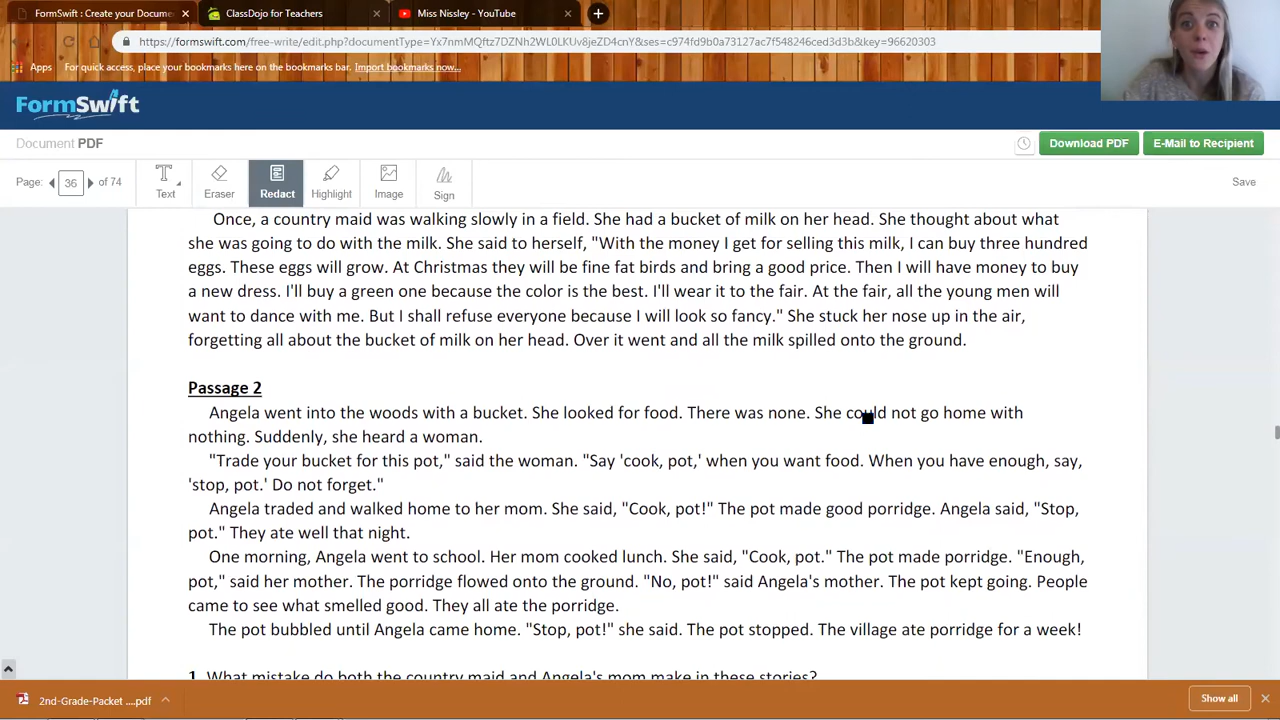 FormSwift : Create your Docume
ClassDojo for Teachers
Miss Nissley - YouTube
https://formswift.com/free-write/edit.php?documentType=Yx7nmMQftz7DZNh2WL0LKUv8jeZD4cnY&ses=c974fd9b0a73127ac7f548246ced3d3b&key=96620303
Apps For quick access, place your bookmarks here on the bookmarks bar. Import bookmarks now...
FormSwift
Document PDF
Download PDF
E-Mail to Recipient
Page: 36 of 74
Text
Eraser
Redact
Highlight
Image
Sign
Save
Once, a country maid was walking slowly in a field. She had a bucket of milk on her head. She thought about what
she was going to do with the milk. She said to herself, "With the money I get for selling this milk, I can buy three hundred
eggs. These eggs will grow. At Christmas they will be fine fat birds and bring a good price. Then I will have money to buy
a new dress. I'll buy a green one because the color is the best. I'll wear it to the fair. At the fair, all the young men will
want to dance with me. But I shall refuse everyone because I will look so fancy." She stuck her nose up in the air,
forgetting all about the bucket of milk on her head. Over it went and all the milk spilled onto the ground.
Passage 2
Angela went into the woods with a bucket. She looked for food. There was none. She could not go home with
nothing. Suddenly, she heard a woman.
"Trade your bucket for this pot," said the woman. "Say 'cook, pot,' when you want food. When you have enough, say,
'stop, pot.' Do not forget."
Angela traded and walked home to her mom. She said, "Cook, pot!" The pot made good porridge. Angela said, "Stop,
pot." They ate well that night.
One morning, Angela went to school. Her mom cooked lunch. She said, "Cook, pot." The pot made porridge. "Enough,
pot," said her mother. The porridge flowed onto the ground. "No, pot!" said Angela's mother. The pot kept going. People
came to see what smelled good. They all ate the porridge.
The pot bubbled until Angela came home. "Stop, pot!" she said. The pot stopped. The village ate porridge for a week!
1. What mistake do both the country maid and Angela's mom make in these stories?
2nd-Grade-Packet ....pdf
Show all